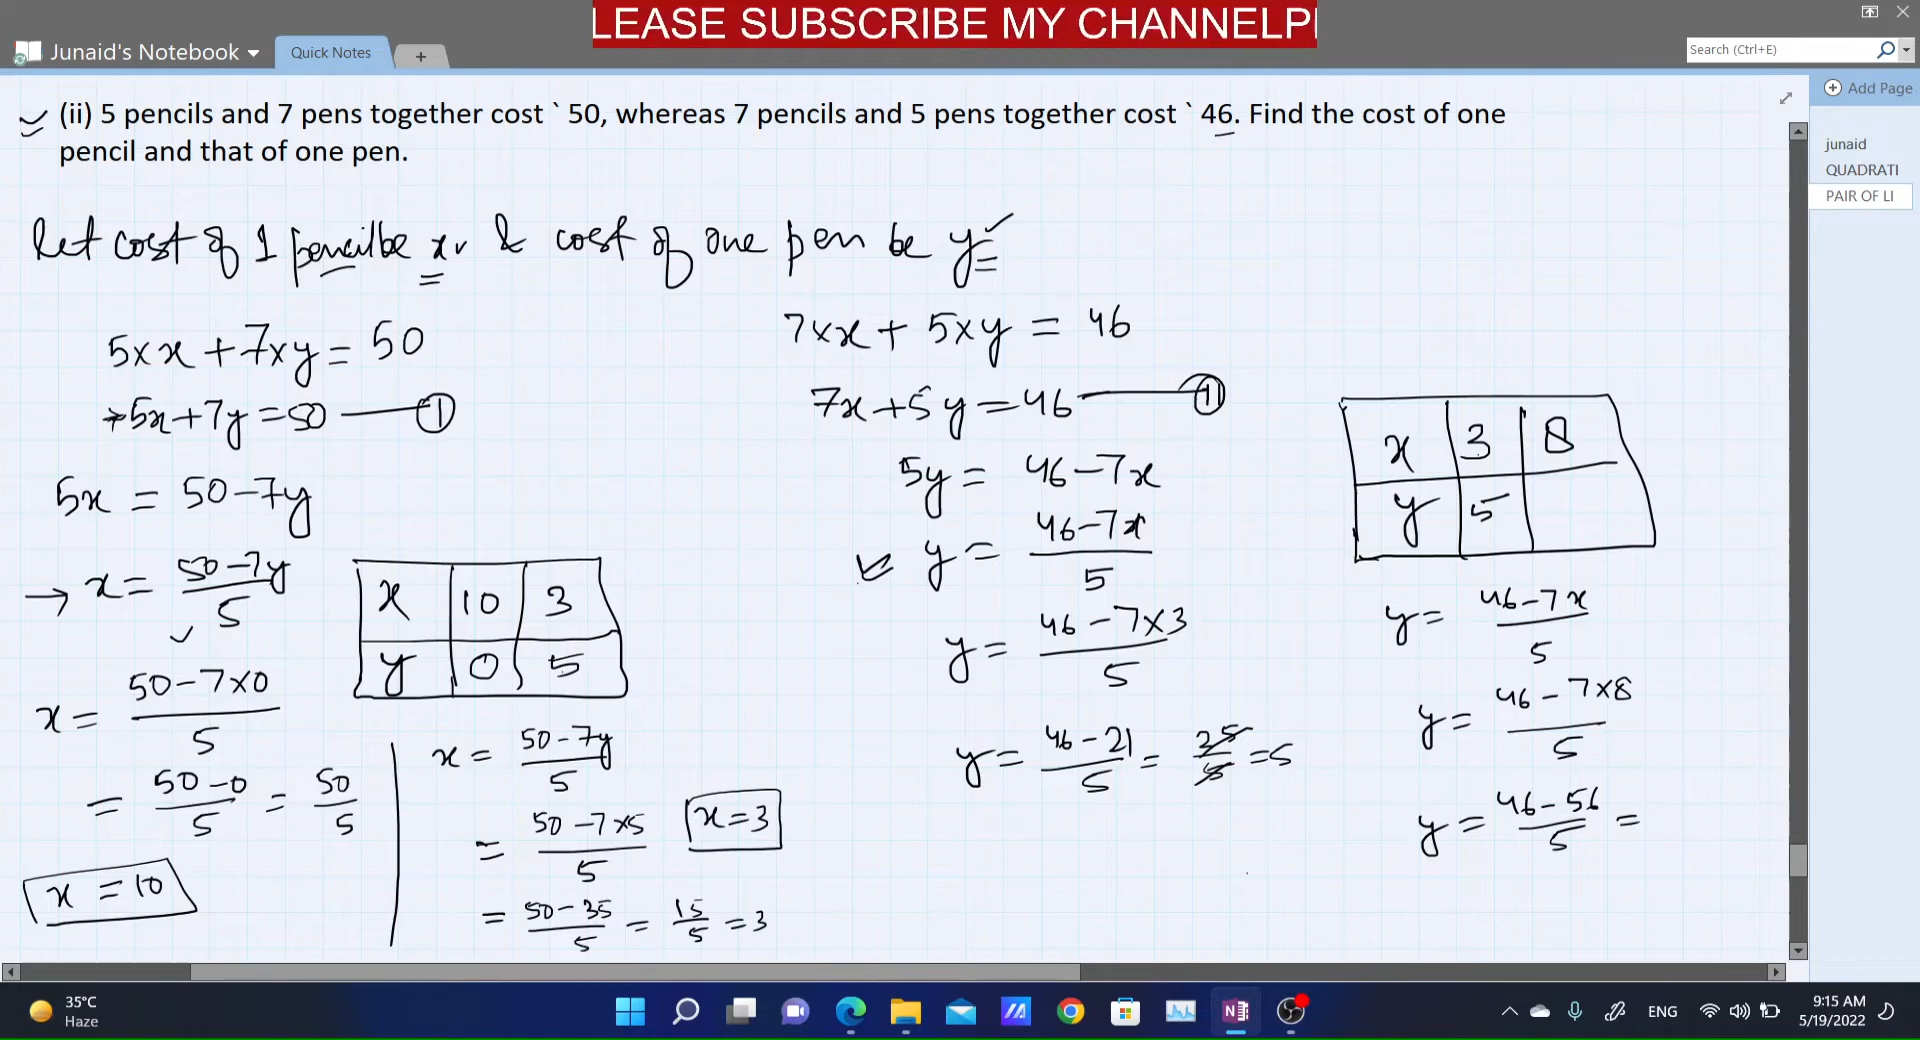 LEASE SUBSCRIBE MY CHANNELP
Junaid's Notebook
Quick Notes
+
Search (Ctrl+E)
Add Page
junaid
QUADRATI
PAIR OF LI
(ii) 5 pencils and 7 pens together cost ` 50, whereas 7 pencils and 5 pens together cost ` 46. Find the cost of one
pencil and that of one pen.
Let cost of 1 pencil be x & cost of one pen be y
5×x + 7×y = 50
5x + 7y = 50 — ①
5x = 50 - 7y
→ x = (50 - 7y)/5
x = (50 - 7×0)/5
= (50 - 0)/5 = 50/5
x = 10
x | 10 | 3
y | 0 | 5
x = (50 - 7y)/5
= (50 - 7×5)/5
x = 3
= (50 - 35)/5 = 15/5 = 3
7×x + 5×y = 46
7x + 5y = 46 — ⑪
5y = 46 - 7x
y = (46 - 7x)/5
y = (46 - 7×3)/5
y = (46 - 21)/5 = 25/5 = 5
x | 3 | 8
y | 5 |
y = (46 - 7x)/5
y = (46 - 7×8)/5
y = (46 - 56)/5 =
35°C
Haze
ENG
9:15 AM
5/19/2022